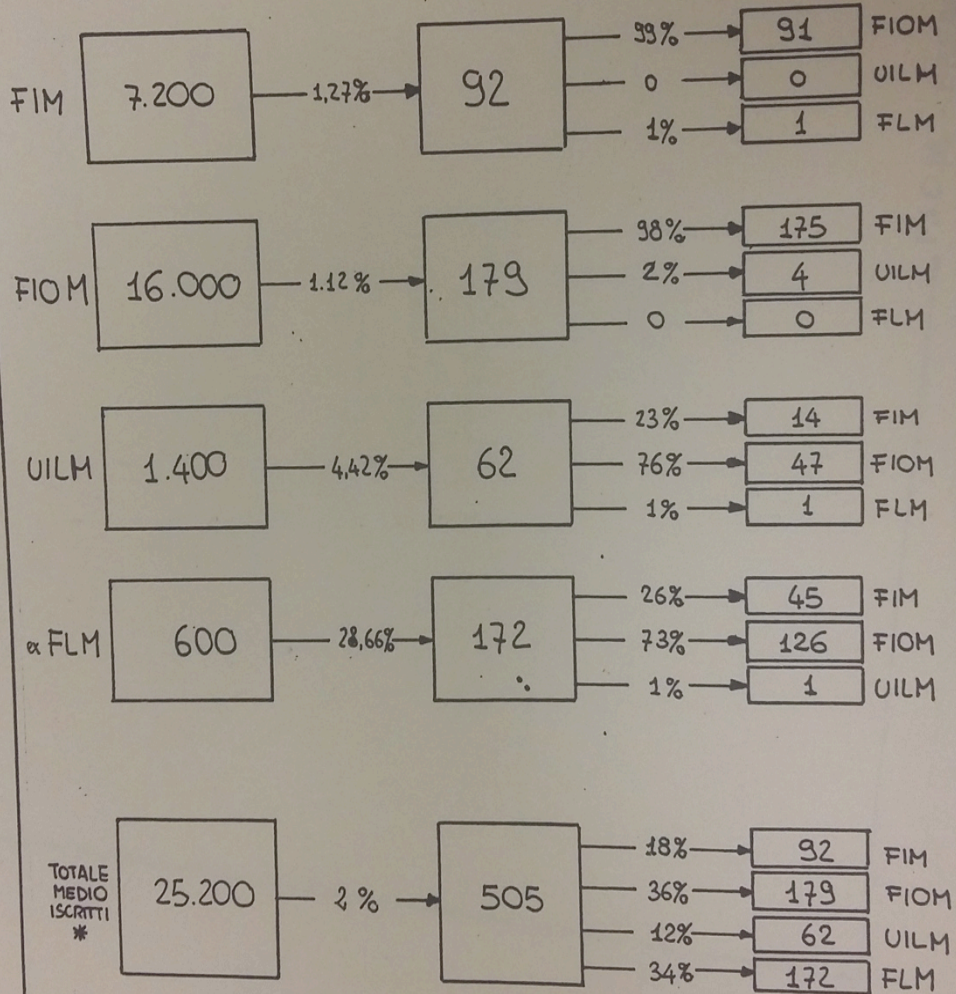 99% 91 FIOM
FIM 7.200 1,27% 92 0 0 UILM
1% 1 FLM
98% 175 FIM
FIOM 16.000 1.12% 179 2% 4 UILM
0 0 FLM
23% 14 FIM
UILM 1.400 4,42% 62 76% 47 FIOM
1% 1 FLM
26% 45 FIM
∝ FLM 600 28,66% 172 73% 126 FIOM
1% 1 UILM
18% 92 FIM
TOTALE
MEDIO
ISCRITTI
*
25.200 2% 505 36% 179 FIOM
12% 62 UILM
34% 172 FLM